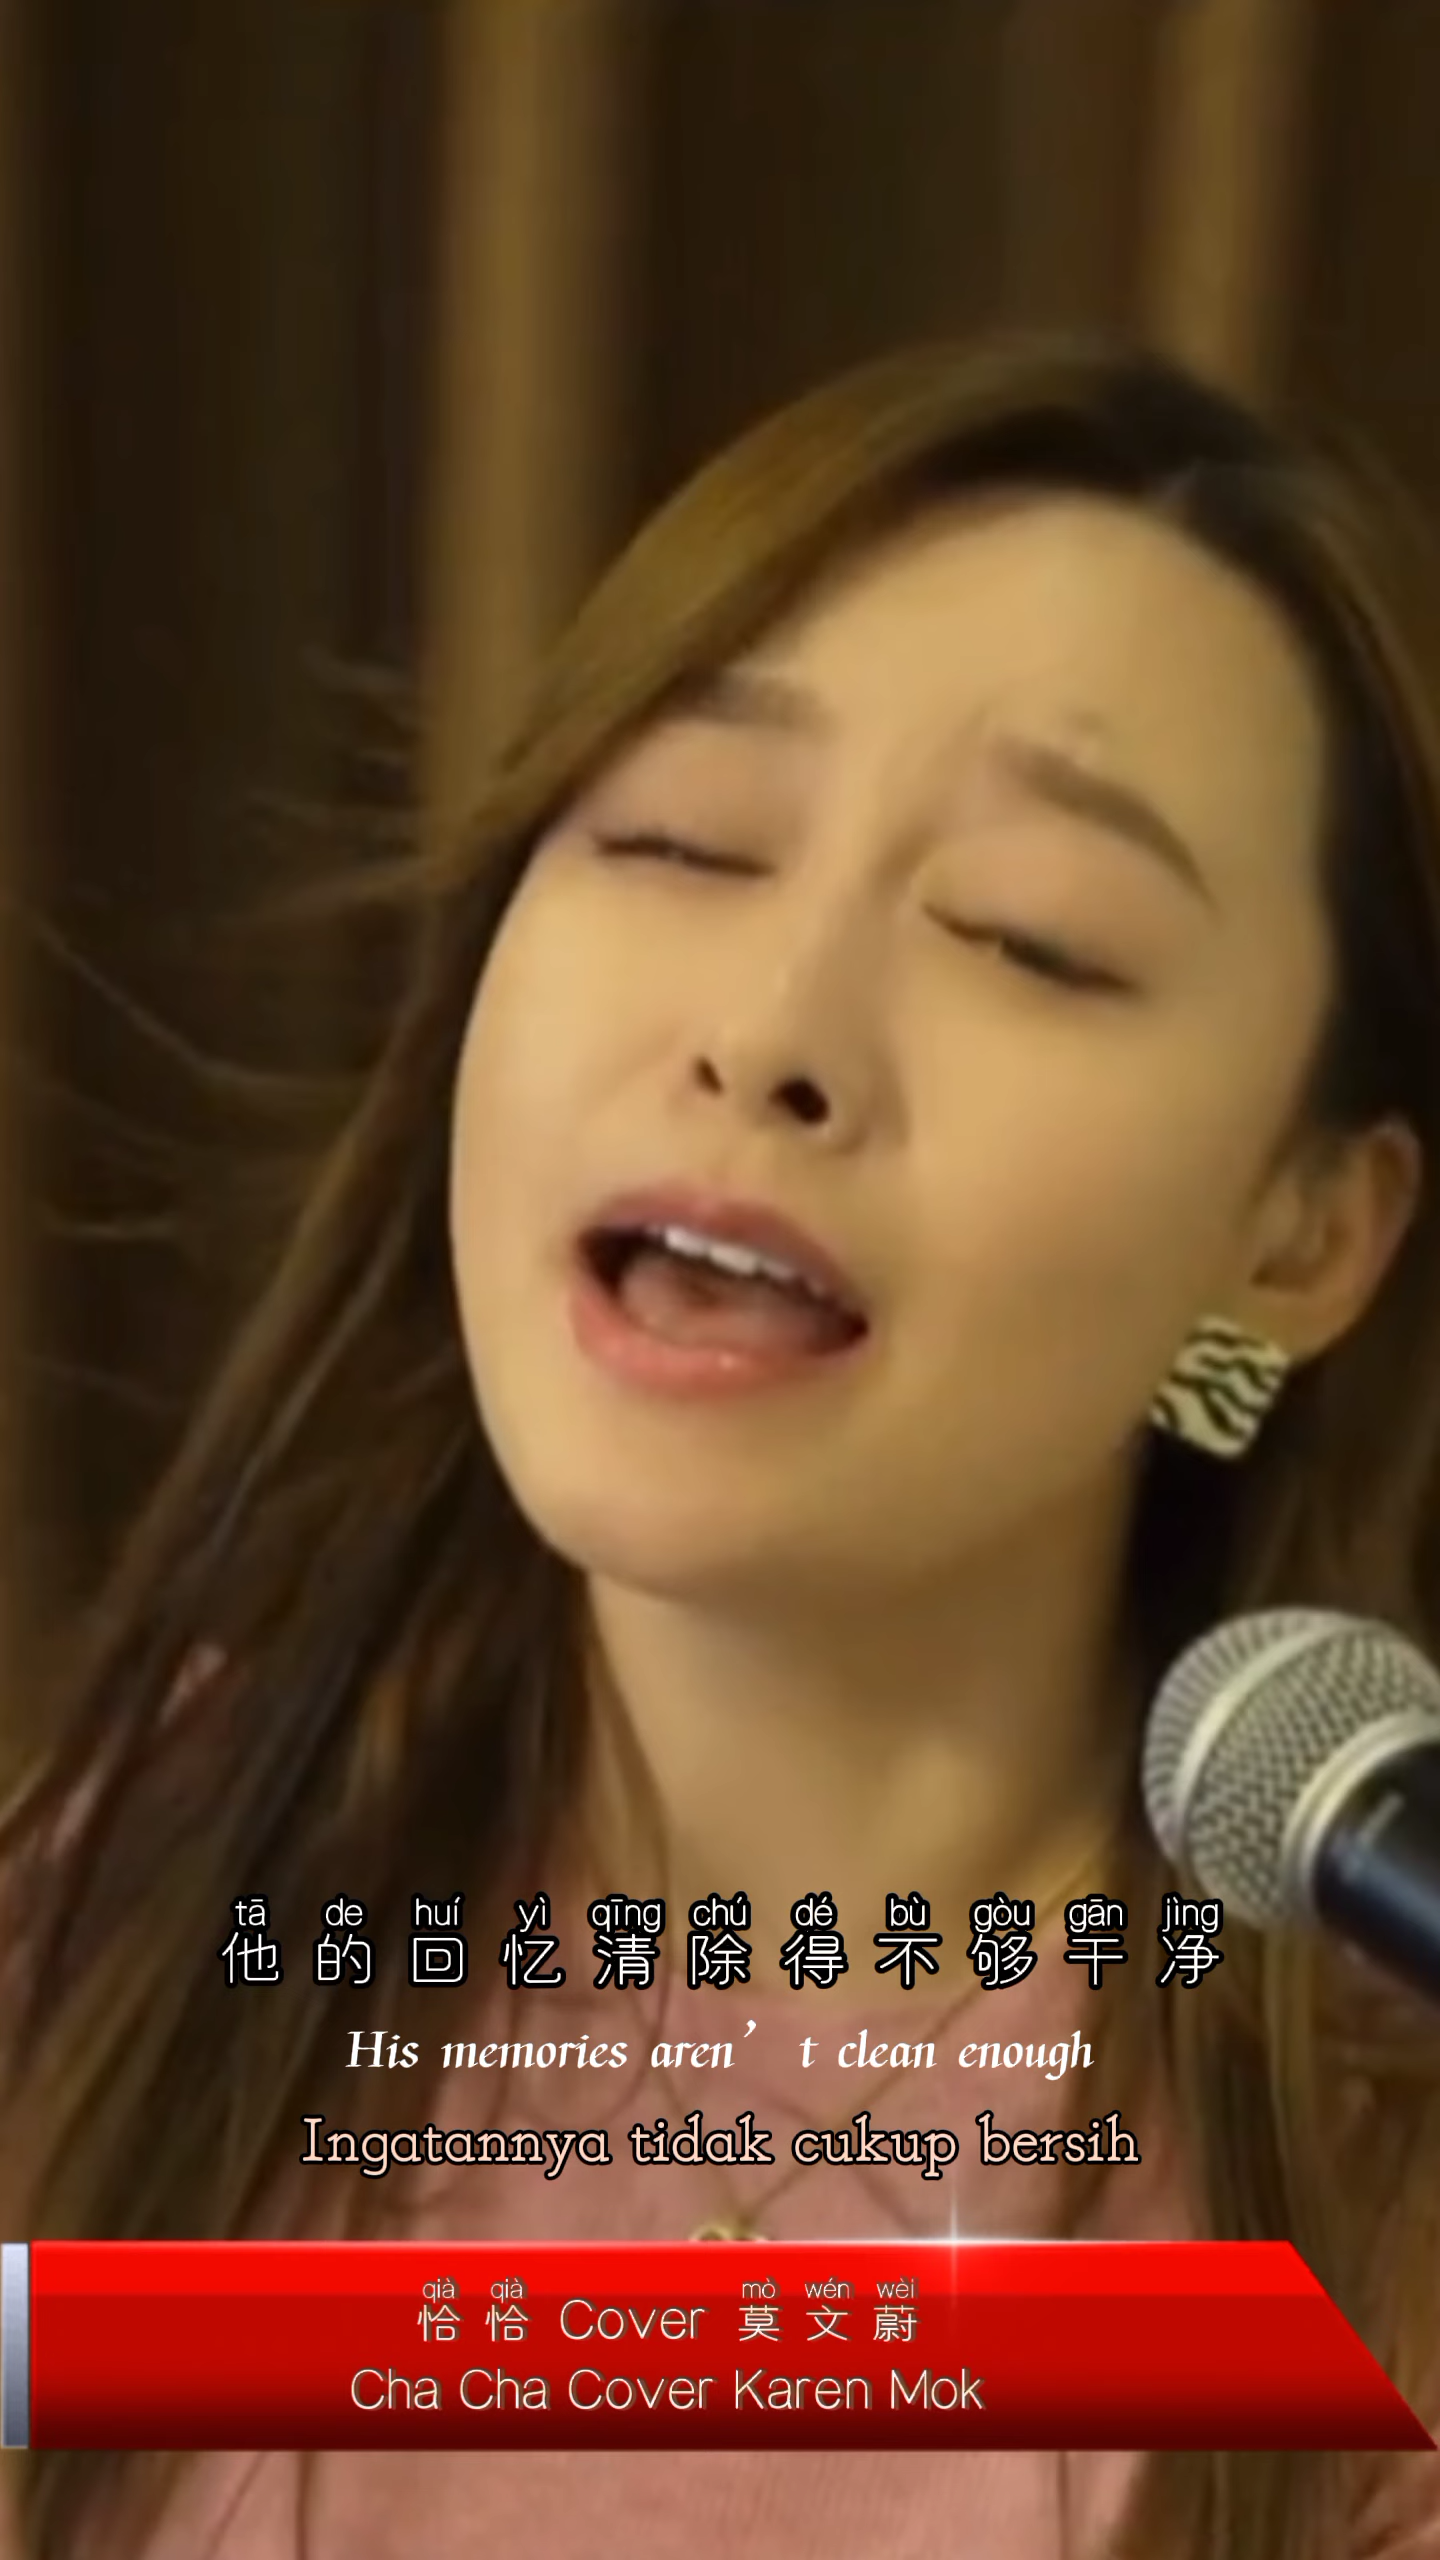 tā de huí yì qīng chú dé bù gòu gān jìng
他的回忆清除得不够干净
His memories aren’t clean enough
Ingatannya tidak cukup bersih
qià qià mò wén wèi
恰恰 Cover 莫文蔚
Cha Cha Cover Karen Mok